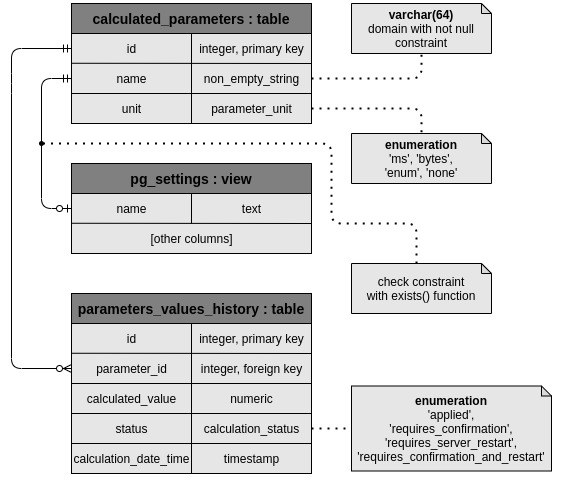 calculated_parameters : table
id integer, primary key
name non_empty_string
unit parameter_unit
varchar(64)
domain with not null
constraint
enumeration
'ms', 'bytes',
'enum', 'none'
pg_settings : view
name text
[other columns]
check constraint
with exists() function
parameters_values_history : table
id integer, primary key
parameter_id integer, foreign key
calculated_value numeric
status calculation_status
calculation_date_time timestamp
enumeration
'applied',
'requires_confirmation',
'requires_server_restart',
'requires_confirmation_and_restart'